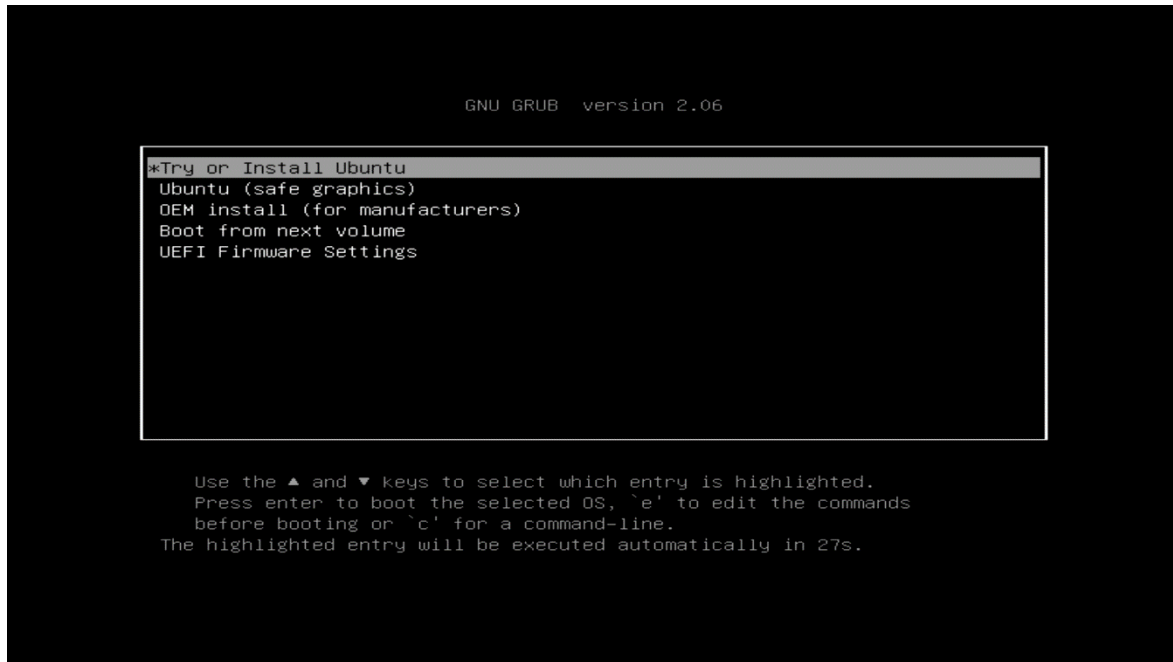 GNU GRUB  version 2.06
*Try or Install Ubuntu
Ubuntu (safe graphics)
OEM install (for manufacturers)
Boot from next volume
UEFI Firmware Settings
Use the ▲ and ▼ keys to select which entry is highlighted.
Press enter to boot the selected OS, `e' to edit the commands
before booting or `c' for a command-line.
The highlighted entry will be executed automatically in 27s.